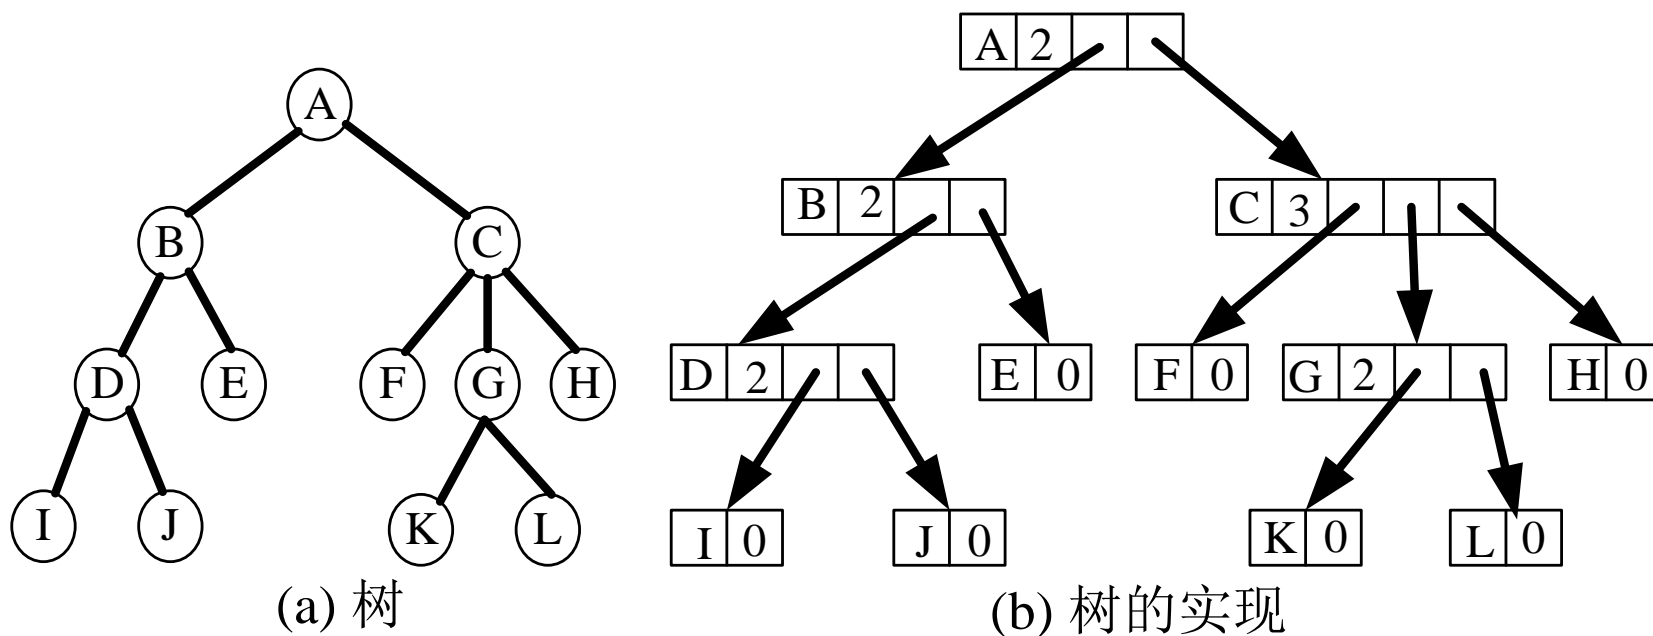 A
B C
D E F G H
I J K L
(a) 树
A 2
B 2 C 3
D 2 E 0 F 0 G 2 H 0
I 0 J 0 K 0 L 0
(b) 树的实现